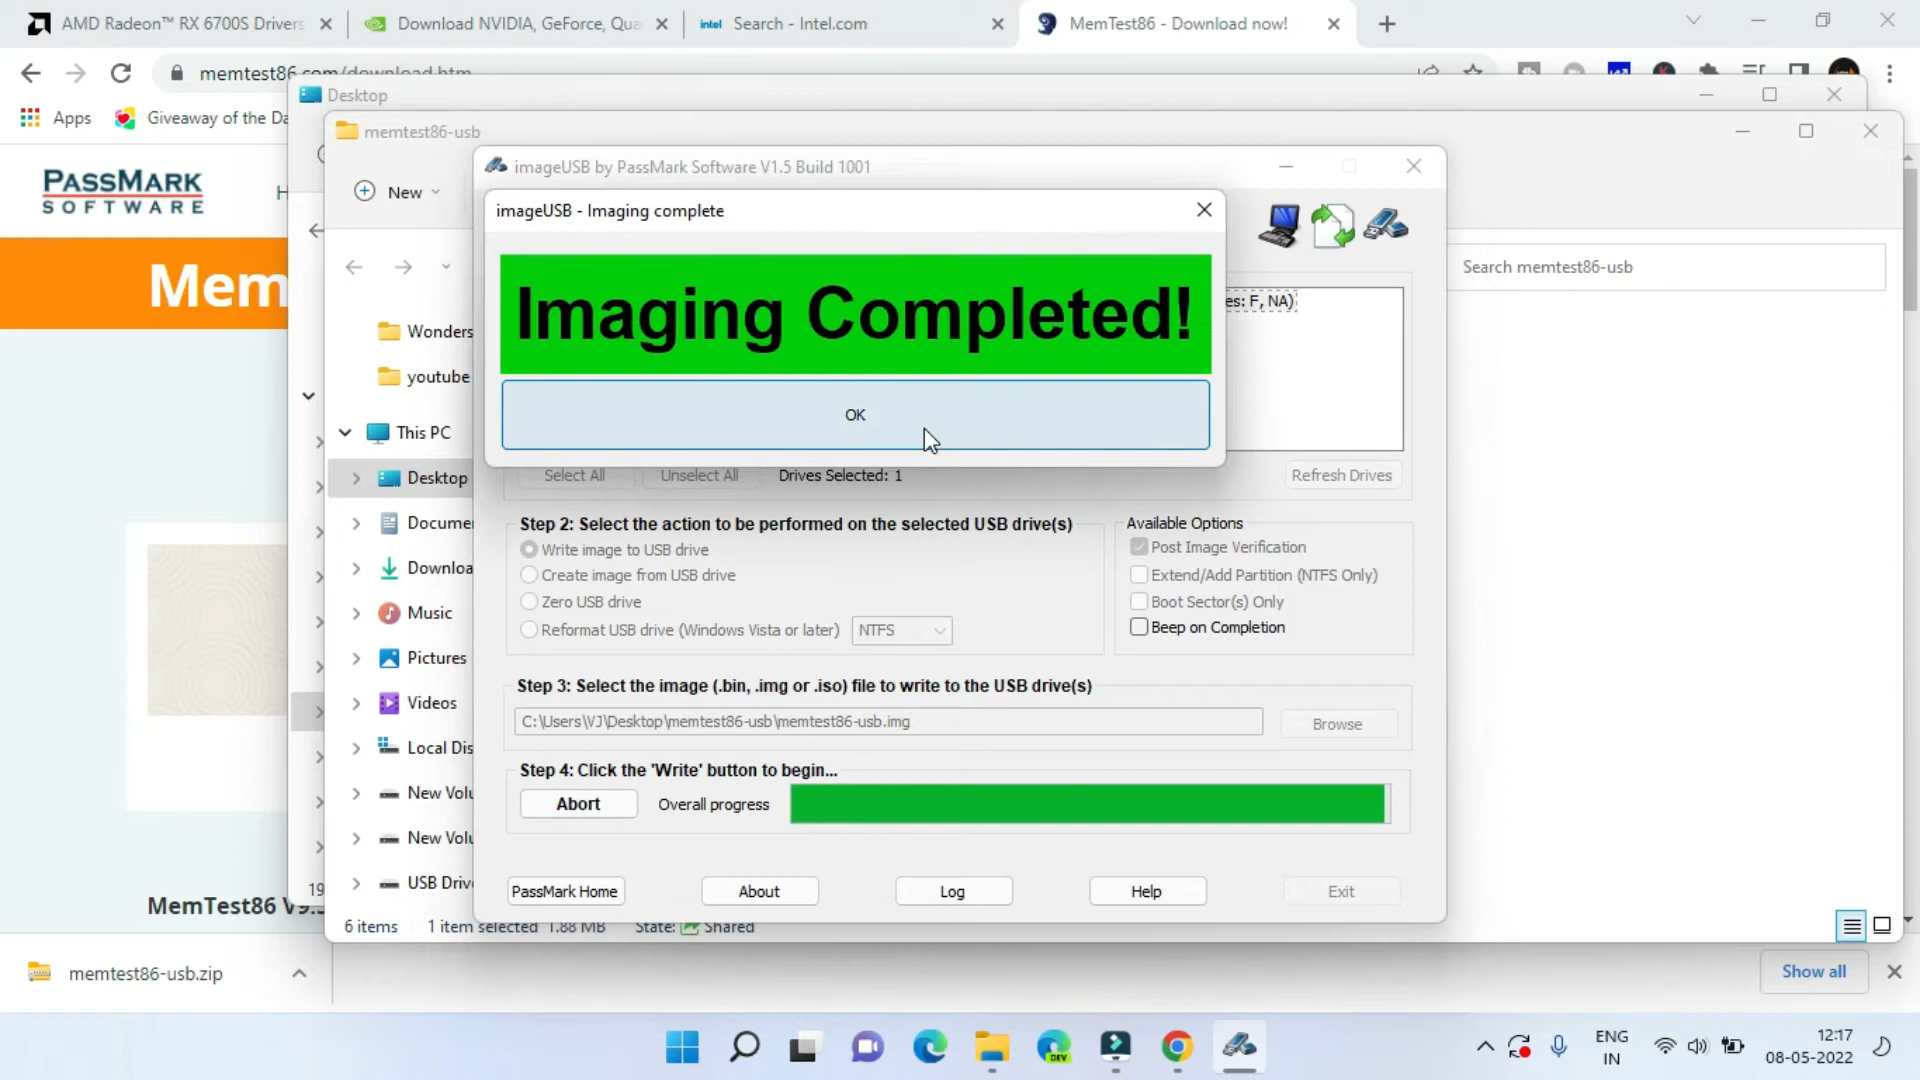 AMD Radeon™ RX 6700S Drivers
Download NVIDIA, GeForce, Qua
intel Search - Intel.com
MemTest86 - Download now!
memtest86.com/download.htm
Apps
Giveaway of the Da
Desktop
memtest86-usb
imageUSB by PassMark Software V1.5 Build 1001
PASSMARK
SOFTWARE
H
New
imageUSB - Imaging complete
Mem
Search memtest86-usb
es: F, NA)
Imaging Completed!
OK
Wonders
youtube
This PC
Desktop
Docume
Downloa
Music
Pictures
Videos
Local Dis
New Volu
New Volu
USB Driv
Select All
Unselect All
Drives Selected: 1
Refresh Drives
Step 2: Select the action to be performed on the selected USB drive(s)
Write image to USB drive
Create image from USB drive
Zero USB drive
Reformat USB drive (Windows Vista or later)
NTFS
Available Options
Post Image Verification
Extend/Add Partition (NTFS Only)
Boot Sector(s) Only
Beep on Completion
Step 3: Select the image (.bin, .img or .iso) file to write to the USB drive(s)
C:\Users\VJ\Desktop\memtest86-usb\memtest86-usb.img
Browse
Step 4: Click the 'Write' button to begin...
Abort
Overall progress
PassMark Home
About
Log
Help
Exit
19
MemTest86 V9.
6 items
1 item selected 1.88 MB
State: Shared
memtest86-usb.zip
Show all
DEV
ENG
IN
12:17
08-05-2022